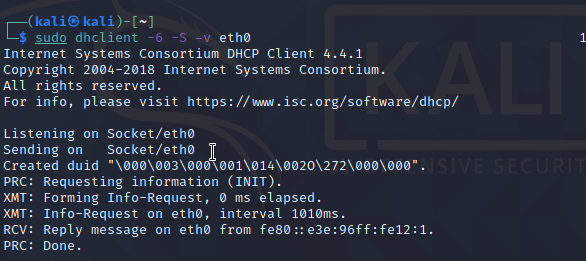 (kali㉿kali)-[~]
$ sudo dhclient -6 -S -v eth0 1
Internet Systems Consortium DHCP Client 4.4.1
Copyright 2004-2018 Internet Systems Consortium.
All rights reserved.
For info, please visit https://www.isc.org/software/dhcp/
KALI
Listening on Socket/eth0
Sending on   Socket/eth0
Created duid "\000\003\000\001\014\002O\272\000\000".
ENSIVE SECURIT
PRC: Requesting information (INIT).
XMT: Forming Info-Request, 0 ms elapsed.
XMT: Info-Request on eth0, interval 1010ms.
RCV: Reply message on eth0 from fe80::e3e:96ff:fe12:1.
PRC: Done.